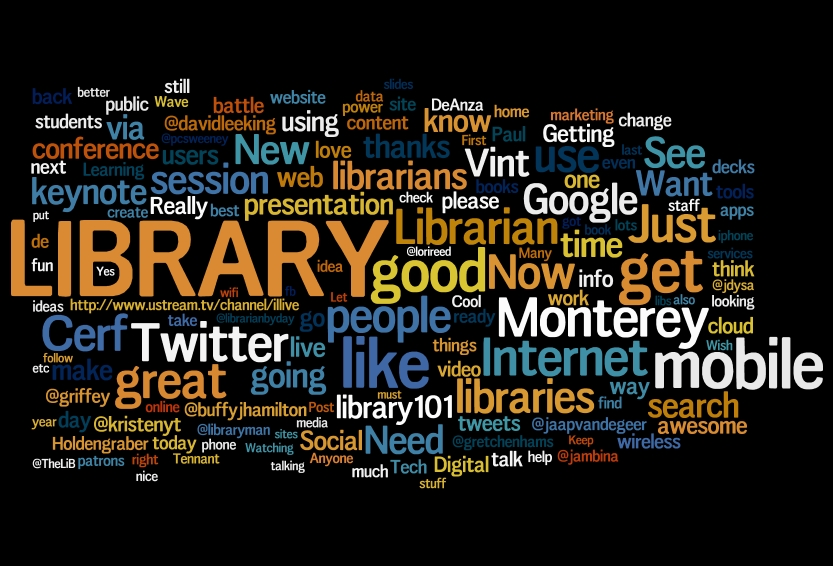 slides
still
back better data
public Wave battle website power site DeAnza home
students via @davidleeking using content know marketing change
@pcsweeney First Paul Getting
conference users New love thanks Vint use even last See
next Learning session web librarians books one Want decks
keynote create Really best presentation check please Google staff tools
put Librarian got book lots Just apps
de LIBRARY @lorireed Many time iphone
fun Yes idea good Now info get services think
wifi fb Let Cool work libs also @jdysa looking
ideas http://www.ustream.tv/channel/illive
Cerf take @librarianbyday go people ready Monterey cloud
Twitter live like things Internet Wish mobile
follow
etc make great going video way
@griffey must libraries find search
online @buffyjhamilton Post library101
year day @kristenyt media tweets @jaapvandegeer awesome
@libraryman sites Social Need @gretchenhams Keep wireless
Holdengraber today phone Watching
@TheLiB patrons right Tennant Anyone Digital talk help @jambina
talking much Tech
nice
stuff